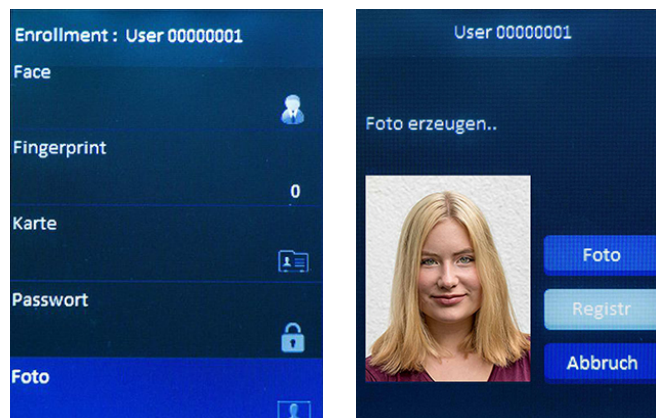 Enrollment : User 00000001
Face
Fingerprint
0
Karte
Passwort
Foto
User 00000001
Foto erzeugen..
Foto
Registr
Abbruch